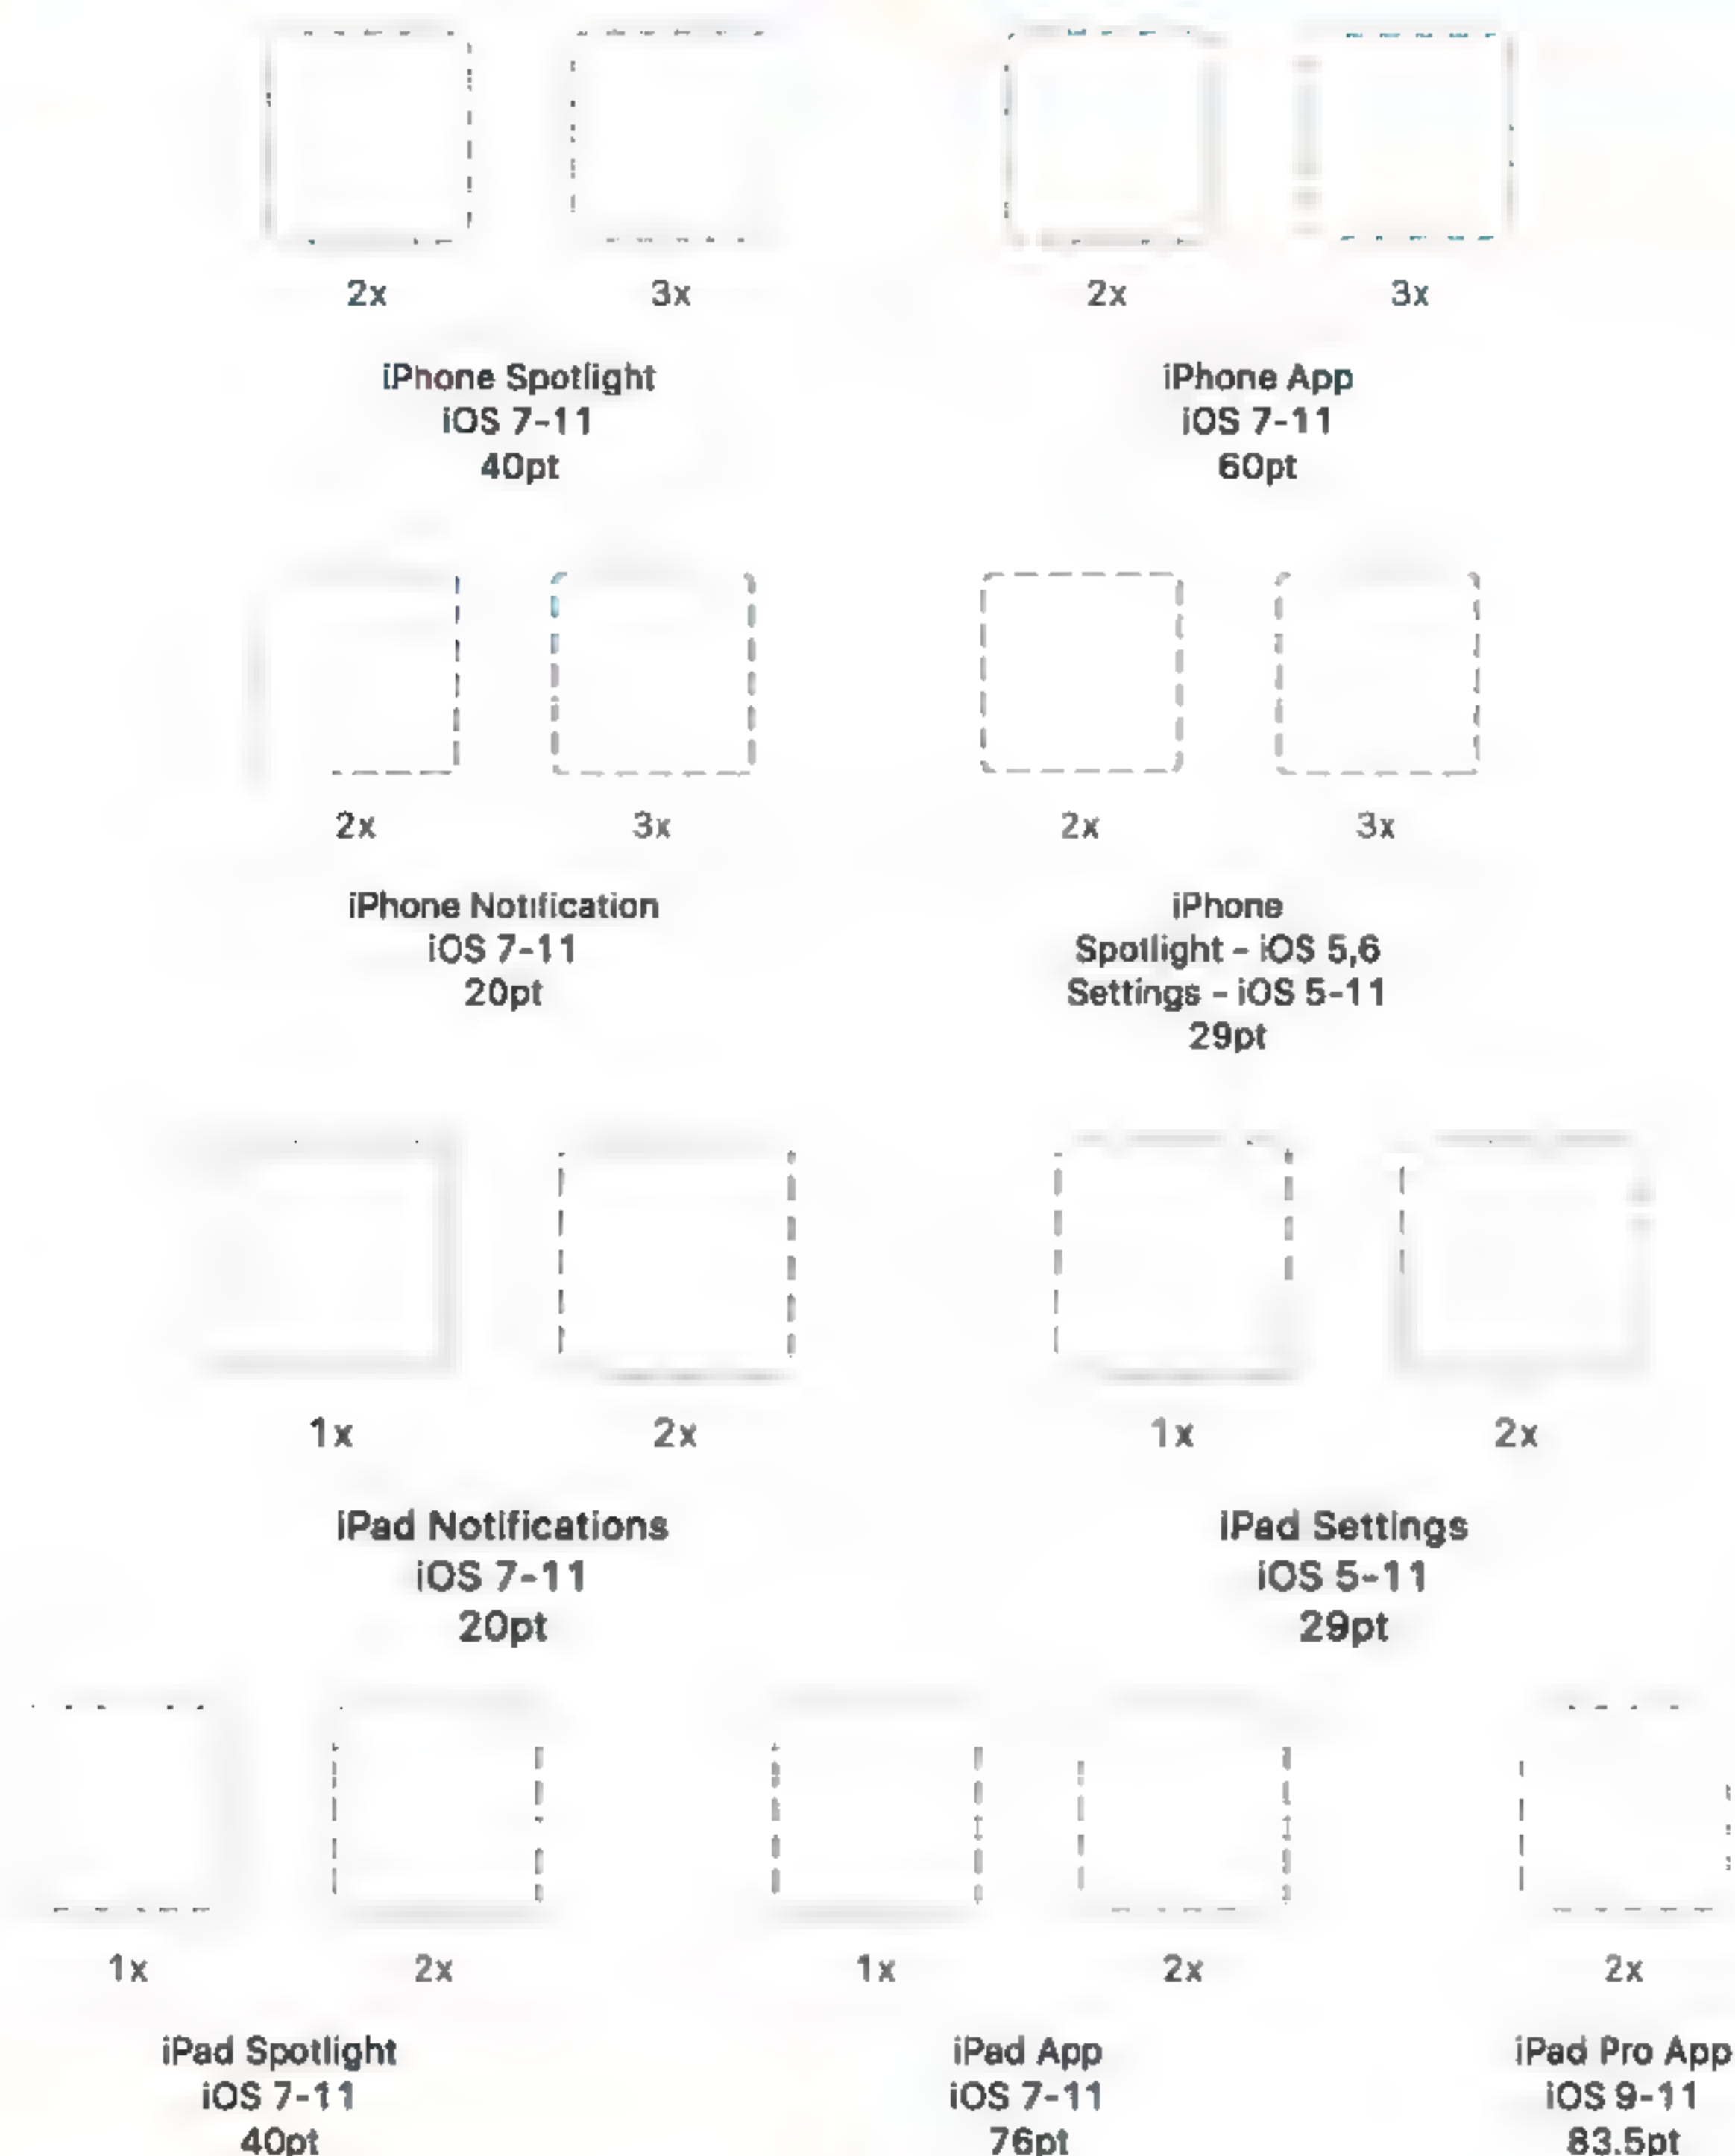 2x 3x 2x 3x
iPhone Spotlight
iOS 7-11
40pt
iPhone App
iOS 7-11
60pt
2x 3x 2x 3x
iPhone Notification
iOS 7-11
20pt
iPhone
Spotlight - iOS 5,6
Settings - iOS 5-11
29pt
1x 2x 1x 2x
iPad Notifications
iOS 7-11
20pt
iPad Settings
iOS 5-11
29pt
1x 2x 1x 2x 2x
iPad Spotlight
iOS 7-11
40pt
iPad App
iOS 7-11
76pt
iPad Pro App
iOS 9-11
83.5pt